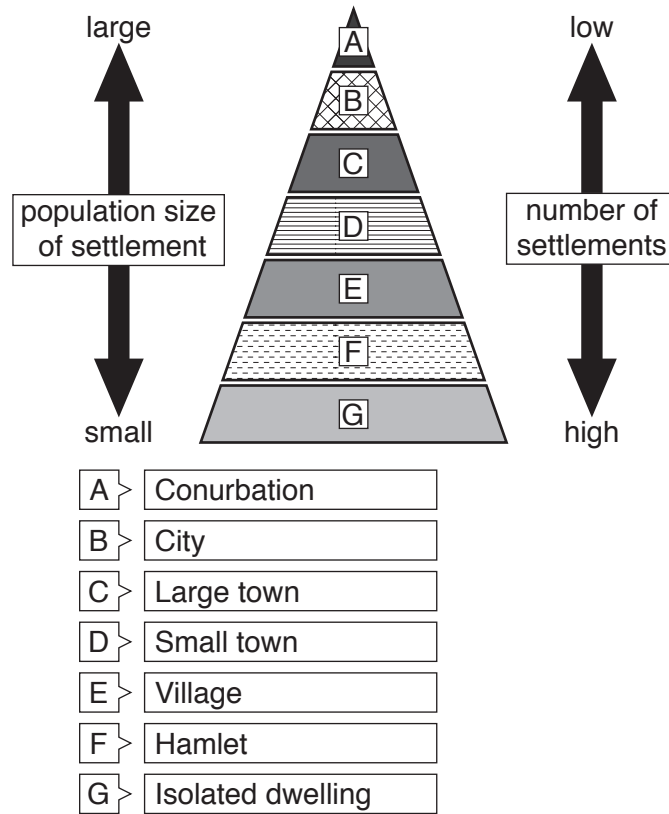 large
low
A
B
C
population size
of settlement
number of
settlements
D
E
F
small
G
high
A Conurbation
B City
C Large town
D Small town
E Village
F Hamlet
G Isolated dwelling